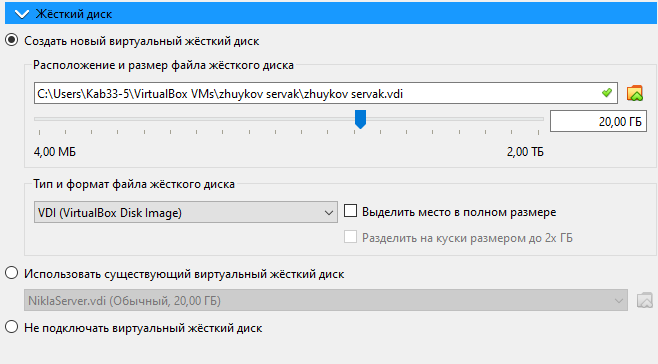 Жёсткий диск
Создать новый виртуальный жёсткий диск
Расположение и размер файла жёсткого диска
C:\Users\Kab33-5\VirtualBox VMs\zhuykov servak\zhuykov servak.vdi
20,00 ГБ
4,00 МБ 2,00 ТБ
Тип и формат файла жёсткого диска
VDI (VirtualBox Disk Image) Выделить место в полном размере
Разделить на куски размером до 2х ГБ
Использовать существующий виртуальный жёсткий диск
NiklaServer.vdi (Обычный, 20,00 ГБ)
Не подключать виртуальный жёсткий диск